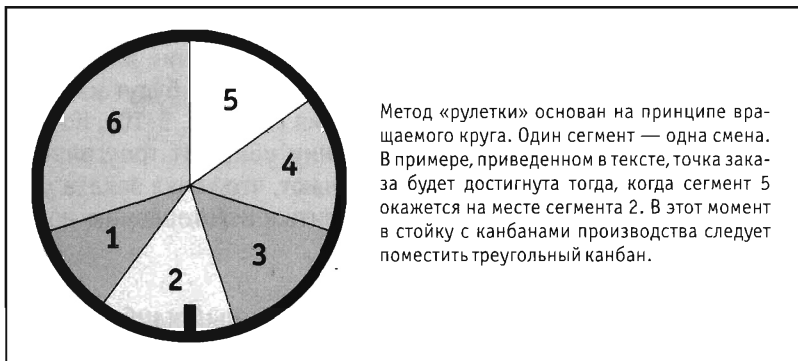 6
5
4
1
2
3
Метод «рулетки» основан на принципе вра-
щаемого круга. Один сегмент — одна смена.
В примере, приведенном в тексте, точка зака-
за будет достигнута тогда, когда сегмент 5
окажется на месте сегмента 2. В этот момент
в стойку с канбанами производства следует
поместить треугольный канбан.